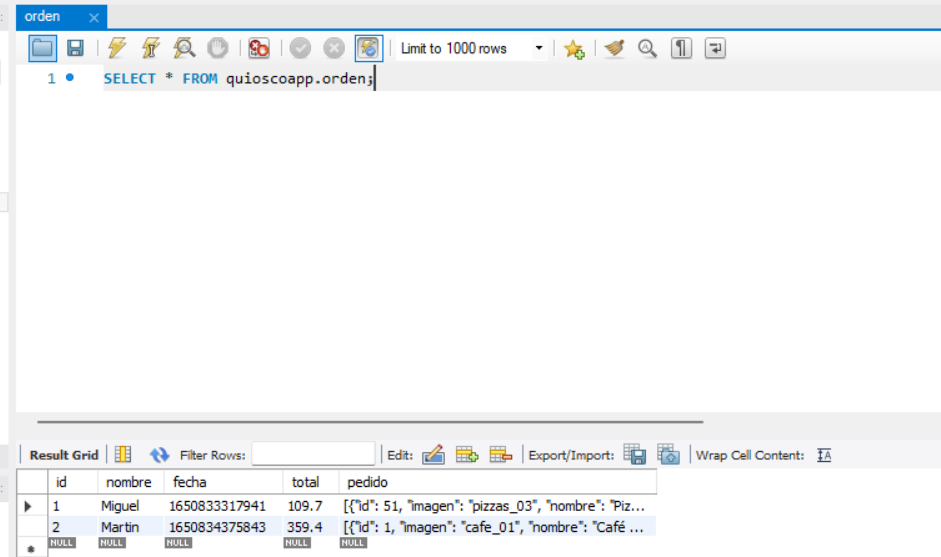 orden
Limit to 1000 rows
1 SELECT * FROM quioscoapp.orden;
Result Grid Filter Rows: Edit: Export/Import: Wrap Cell Content: IA
id nombre fecha total pedido
1 Miguel 1650833317941 109.7 [{"id": 51, "imagen": "pizzas_03", "nombre": "Piz...
2 Martin 1650834375843 359.4 [{"id": 1, "imagen": "cafe_01", "nombre": "Café ...
NULL NULL NULL NULL NULL